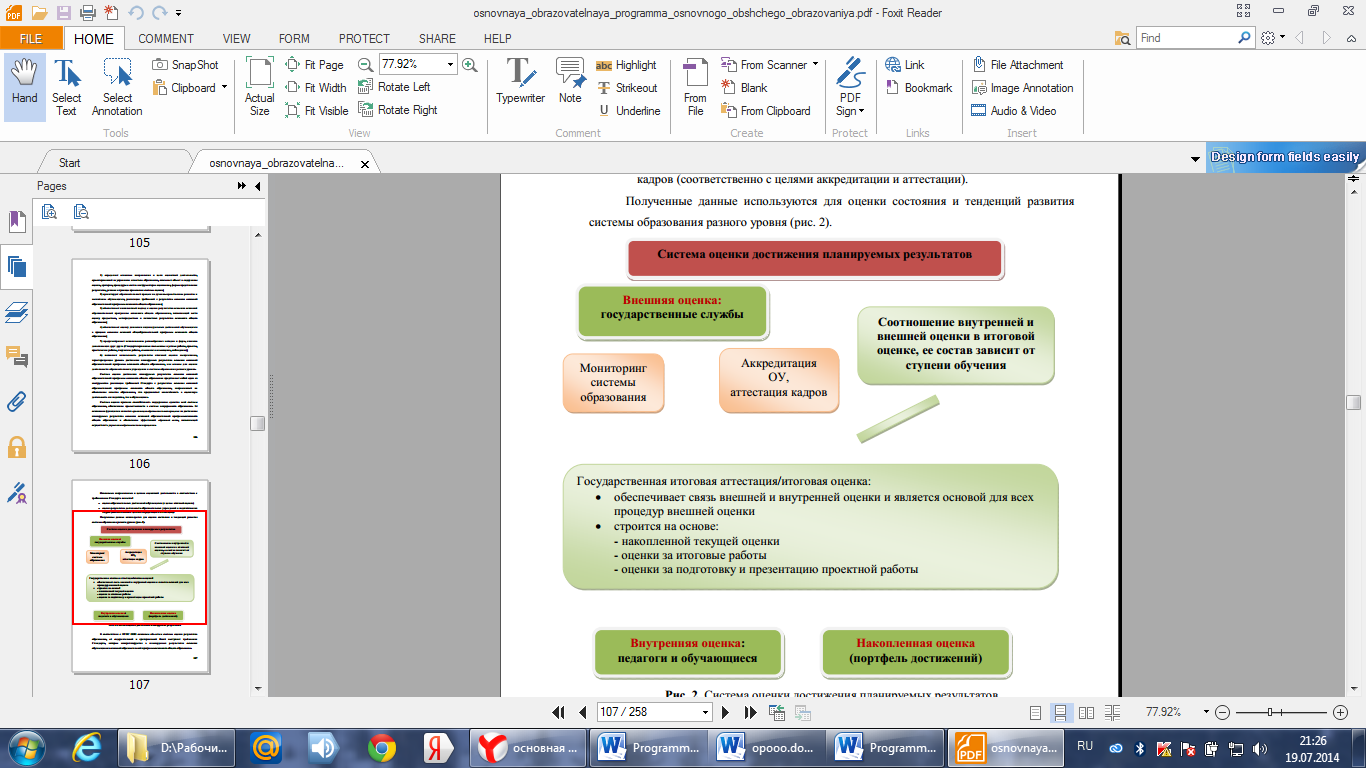 osnovnaya_obrazovatelnaya_programma_osnovnogo_obshchego_obrazovaniya.pdf - Foxit Reader
FILE HOME COMMENT VIEW FORM PROTECT SHARE HELP
Find
Hand
Select Text
Select Annotation
SnapShot
Clipboard
Tools
Actual Size
Fit Page
Fit Width
Fit Visible
77.92%
Rotate Left
Rotate Right
View
Typewriter
Note
abc Highlight
Strikeout
Underline
Comment
From File
From Scanner
Blank
From Clipboard
Create
PDF Sign
Protect
Link
Bookmark
Links
File Attachment
Image Annotation
Audio & Video
Insert
Start
osnovnaya_obrazovatelna...
Design form fields easily
Pages
105
106
107
кадров (соответственно с целями аккредитации и аттестации).
Полученные данные используются для оценки состояния и тенденций развития
системы образования разного уровня (рис. 2).
Система оценки достижения планируемых результатов
Внешняя оценка:
государственные службы
Соотношение внутренней и
внешней оценки в итоговой
оценке, ее состав зависит от
ступени обучения
Мониторинг
системы
образования
Аккредитация
ОУ,
аттестация кадров
Государственная итоговая аттестация/итоговая оценка:
• обеспечивает связь внешней и внутренней оценки и является основой для всех
процедур внешней оценки
• строится на основе:
- накопленной текущей оценки
- оценки за итоговые работы
- оценки за подготовку и презентацию проектной работы
Внутренняя оценка:
педагоги и обучающиеся
Накопленная оценка
(портфель достижений)
Рис. 2. Система оценки достижения планируемых результатов
107 / 258
77.92%
D:\Рабочи...
основная ...
Programm...
opooo.do...
Programm...
osnovnaya...
RU
21:26
19.07.2014